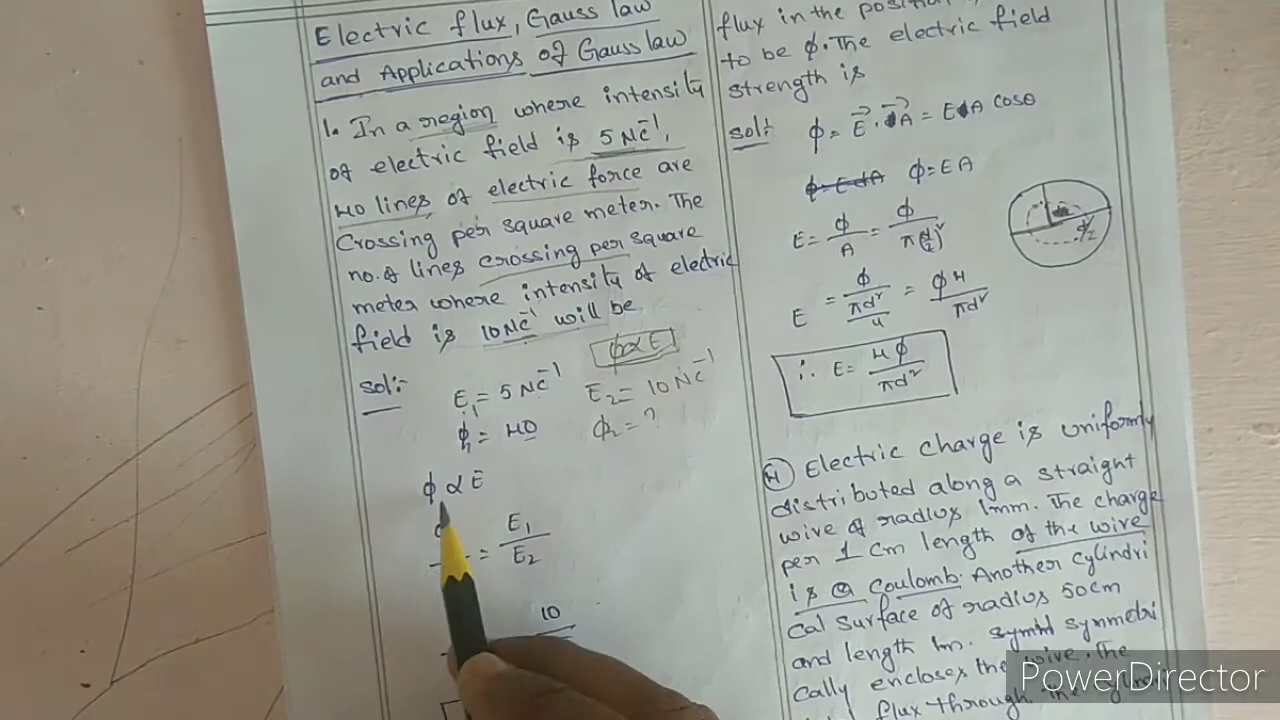 Electric flux, Gauss law
and Applications of Gauss law
1. In a region where intensity
of electric field is 5 NC⁻¹,
40 lines of electric force are
Crossing per square meter. The
no. of lines crossing per square
meter where intensity of electric
field is 10 NC⁻¹ will be
ϕ∝E
Sol:-
E₁ = 5 NC⁻¹ E₂ = 10 NC⁻¹
ϕ₁ = 40 ϕ₂ = ?
ϕ ∝ E
= E₁/E₂
10
flux in the position
to be ϕ. The electric field
strength is
Sol:
ϕ = E⃗.A⃗ = EA cosθ
ϕ = EA
E = ϕ/A = ϕ/π(d/2)²
d/2
E = ϕ/(πd²/4) = ϕ4/πd²
∴ E = 4ϕ/πd²
4 Electric charge is uniformly
distributed along a straight
wire of radius 1mm. The charge
per 1 cm length of the wire
is Q Coulomb. Another cylindri
cal surface of radius 50cm
and length 1m. symmetri
cally encloses the wire. The
flux through the
PowerDirector